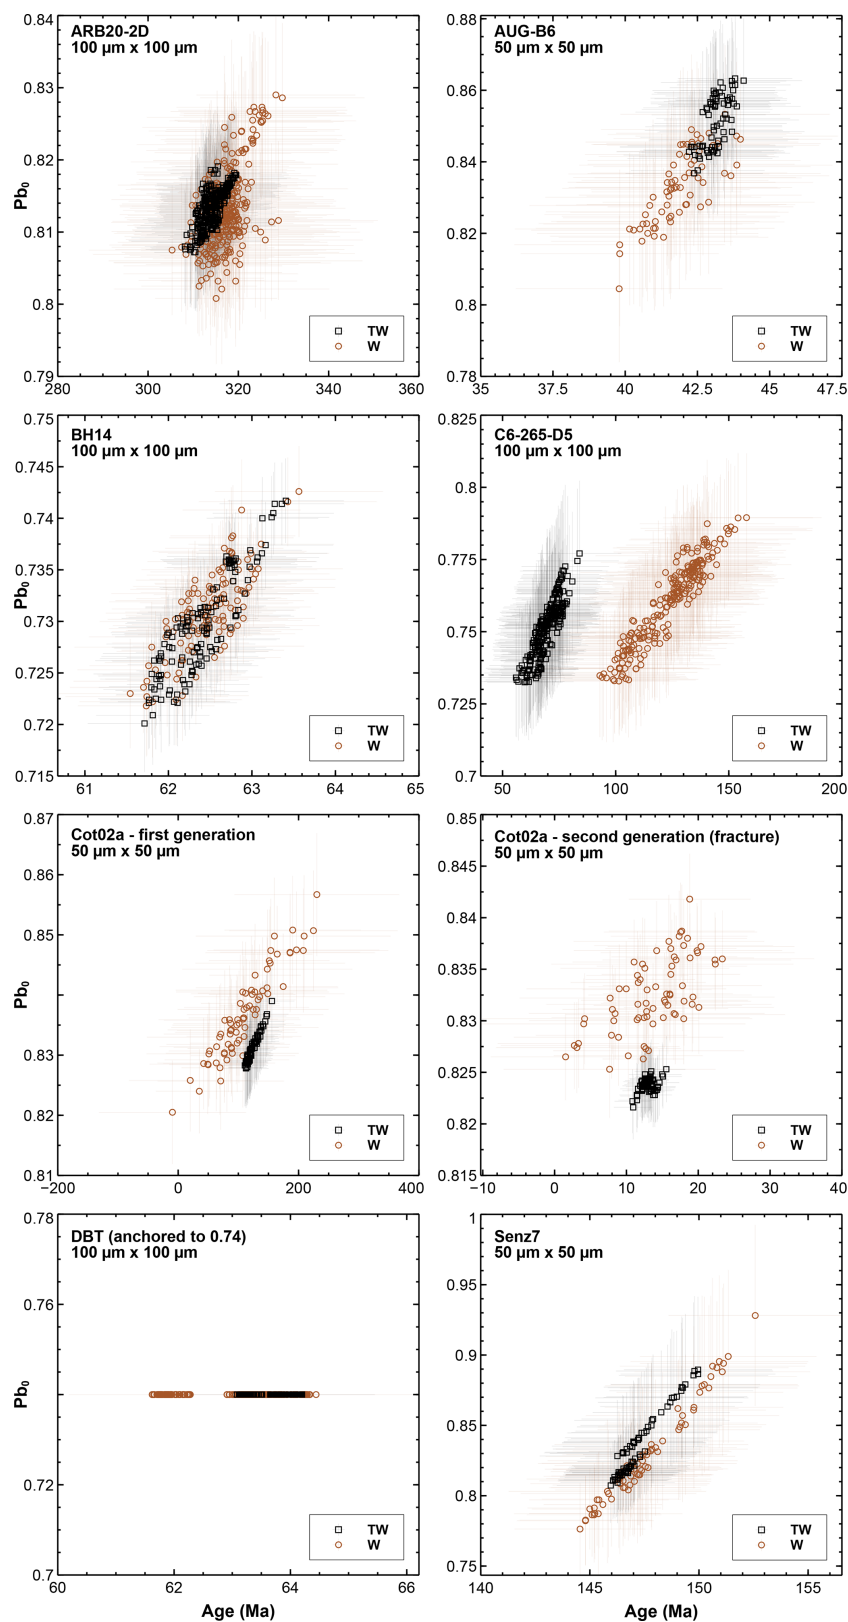 ARB20-2D
100 µm x 100 µm
0.84
0.83
0.82
0.81
0.8
0.79
Pb0
280 300 320 340 360
TW
W
AUG-B6
50 µm x 50 µm
0.88
0.86
0.84
0.82
0.8
0.78
35 37.5 40 42.5 45 47.5
TW
W
BH14
100 µm x 100 µm
0.75
0.745
0.74
0.735
0.73
0.725
0.72
0.715
Pb0
61 62 63 64 65
TW
W
C6-265-D5
100 µm x 100 µm
0.825
0.8
0.775
0.75
0.725
0.7
50 100 150 200
TW
W
Cot02a - first generation
50 µm x 50 µm
0.87
0.86
0.85
0.84
0.83
0.82
0.81
Pb0
−200 0 200 400
TW
W
Cot02a - second generation (fracture)
50 µm x 50 µm
0.85
0.845
0.84
0.835
0.83
0.825
0.82
0.815
−10 0 10 20 30 40
TW
W
DBT (anchored to 0.74)
100 µm x 100 µm
0.78
0.76
0.74
0.72
0.7
Pb0
60 62 64 66
Age (Ma)
TW
W
Senz7
50 µm x 50 µm
1
0.95
0.9
0.85
0.8
0.75
140 145 150 155
Age (Ma)
TW
W